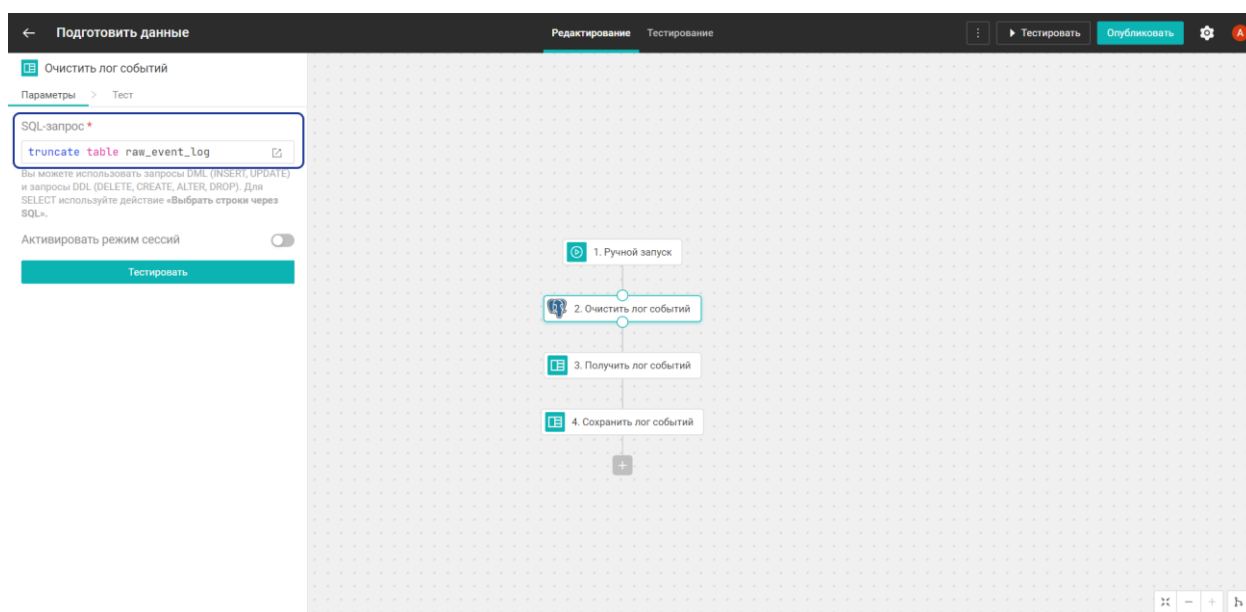 Подготовить данные
Редактирование Тестирование
Тестировать
Опубликовать
A
Очистить лог событий
Параметры > Тест
SQL-запрос *
truncate table raw_event_log
Вы можете использовать запросы DML (INSERT, UPDATE)
и запросы DDL (DELETE, CREATE, ALTER, DROP). Для
SELECT используйте действие «Выбрать строки через
SQL».
Активировать режим сессий
Тестировать
1. Ручной запуск
2. Очистить лог событий
3. Получить лог событий
4. Сохранить лог событий